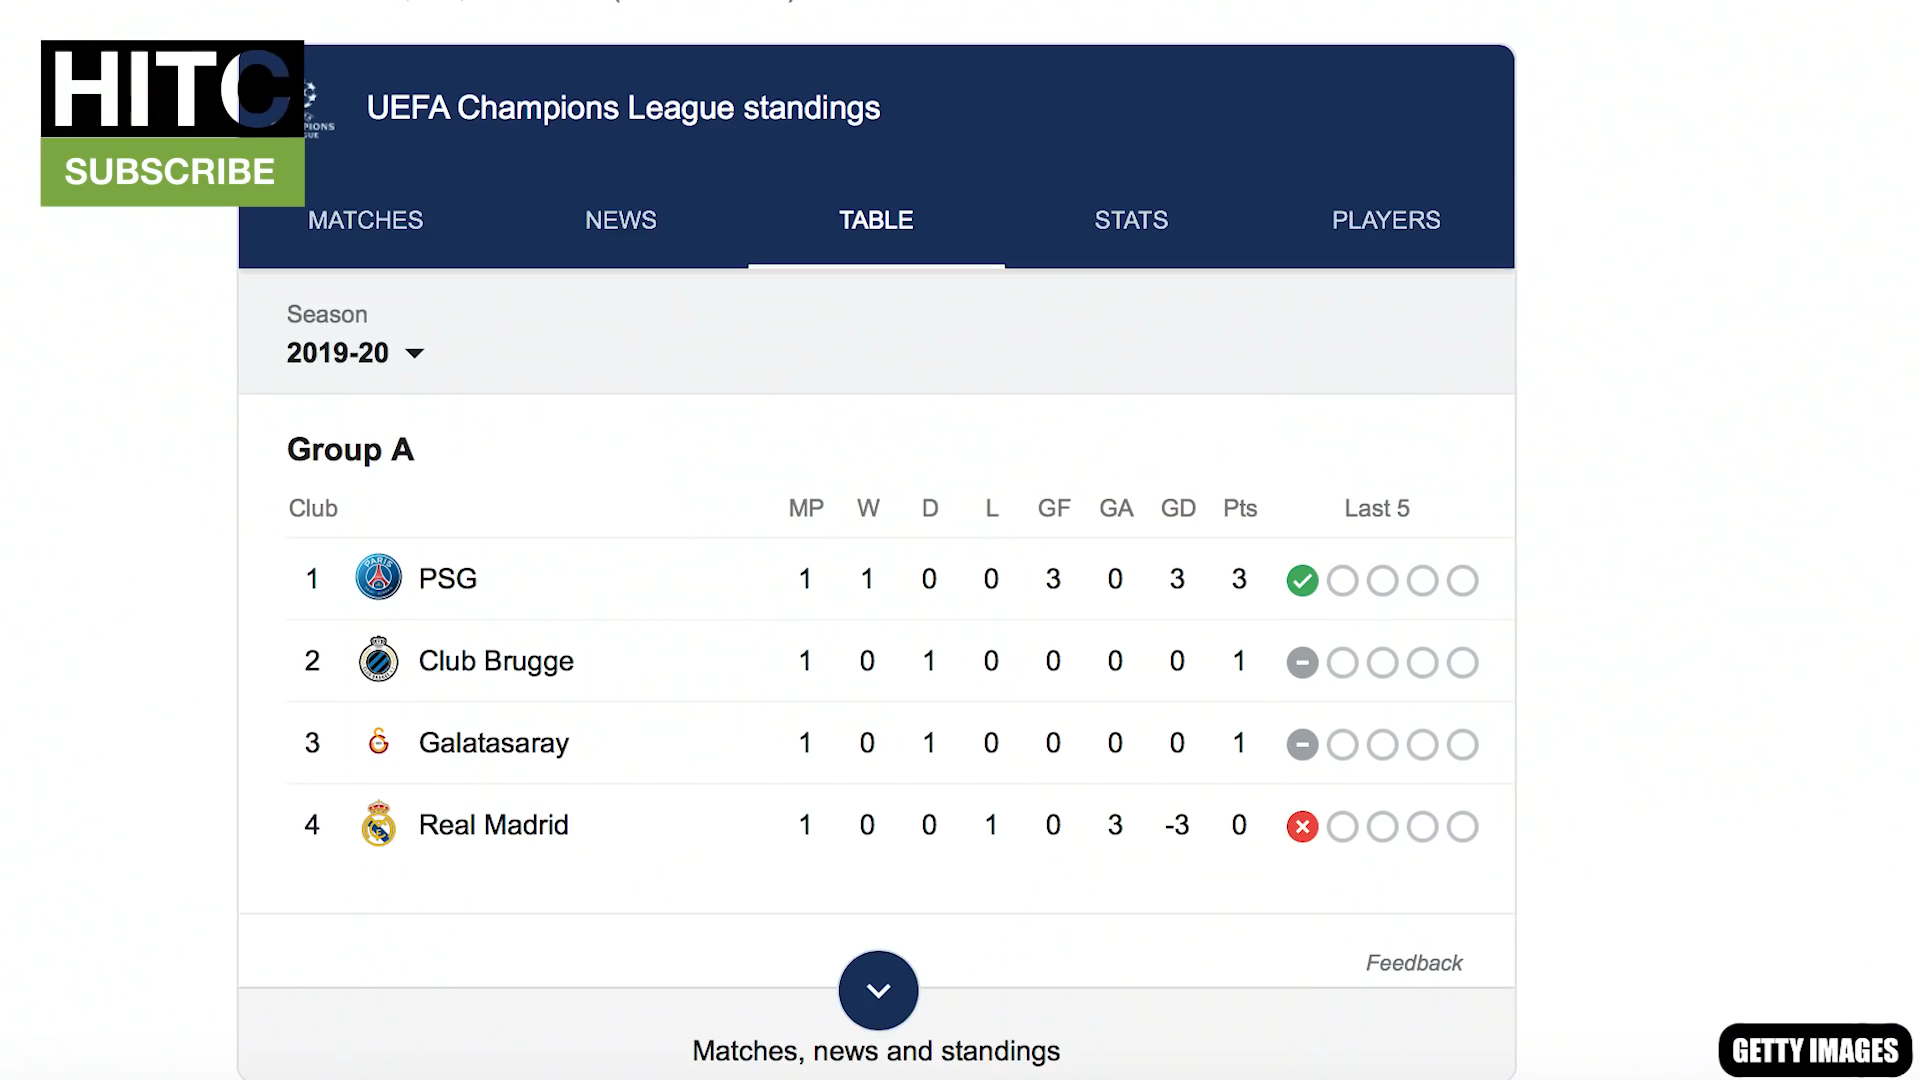 HITC
SUBSCRIBE
UEFA Champions League standings
MATCHES NEWS TABLE STATS PLAYERS
Season
2019-20
Group A
Club MP W D L GF GA GD Pts Last 5
1 PSG 1 1 0 0 3 0 3 3
2 Club Brugge 1 0 1 0 0 0 0 1
3 Galatasaray 1 0 1 0 0 0 0 1
4 Real Madrid 1 0 0 1 0 3 -3 0
Feedback
Matches, news and standings
GETTY IMAGES